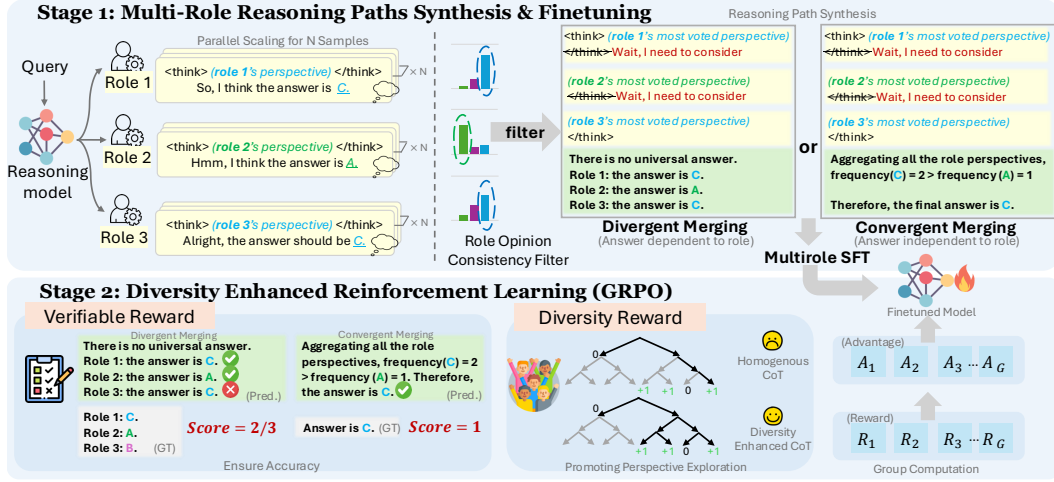 Stage 1: Multi-Role Reasoning Paths Synthesis & Finetuning
Query
Reasoning
model
Role 1
Role 2
Role 3
Parallel Scaling for N Samples
<think> (role 1's perspective) </think>
So, I think the answer is C.
× N
<think> (role 2's perspective) </think>
Hmm, I think the answer is A.
× N
<think> (role 3's perspective) </think>
Alright, the answer should be C.
× N
Role Opinion
Consistency Filter
filter
Reasoning Path Synthesis
<think> (role 1's most voted perspective)
</think> Wait, I need to consider
(role 2's most voted perspective)
</think> Wait, I need to consider
(role 3's most voted perspective)
</think>
There is no universal answer.
Role 1: the answer is C.
Role 2: the answer is A.
Role 3: the answer is C.
Divergent Merging
(Answer dependent to role)
or
<think> (role 1's most voted perspective)
</think> Wait, I need to consider
(role 2's most voted perspective)
</think> Wait, I need to consider
(role 3's most voted perspective)
</think>
Aggregating all the role perspectives,
frequency(C) = 2 > frequency (A) = 1
Therefore, the final answer is C.
Convergent Merging
(Answer independent to role)
Multirole SFT
Finetuned Model
Stage 2: Diversity Enhanced Reinforcement Learning (GRPO)
Verifiable Reward
Divergent Merging
There is no universal answer.
Role 1: the answer is C.
Role 2: the answer is A.
Role 3: the answer is C.
(Pred.)
Role 1: C.
Role 2: A.
Role 3: B.
(GT)
Score = 2/3
Convergent Merging
Aggregating all the role
perspectives, frequency(C) = 2
> frequency (A) = 1. Therefore,
the answer is C.
(Pred.)
Answer is C. (GT)
Score = 1
Ensure Accuracy
Diversity Reward
0
+1 +1 0 +1
Homogenous
CoT
0
+1 +1 0 +1
Diversity
Enhanced CoT
Promoting Perspective Exploration
(Advantage)
A1 A2 A3 ... AG
(Reward)
R1 R2 R3 ... RG
Group Computation